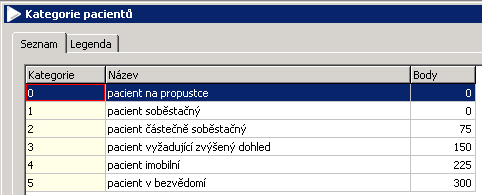 Kategorie pacientů
Seznam Legenda
Kategorie Název Body
0 pacient na propustce 0
1 pacient soběstačný 0
2 pacient částečně soběstačný 75
3 pacient vyžadující zvýšený dohled 150
4 pacient imobilní 225
5 pacient v bezvědomí 300